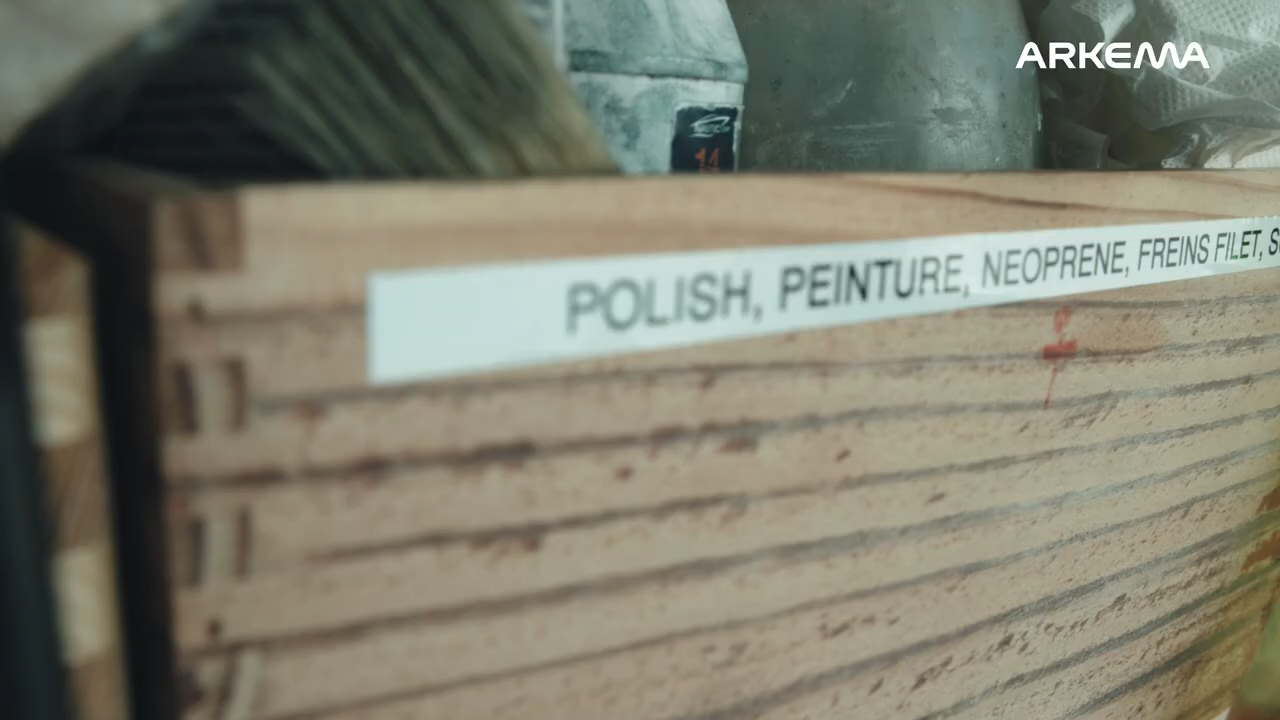 ARKEMA
14
POLISH, PEINTURE, NEOPRENE, FREINS FILET,